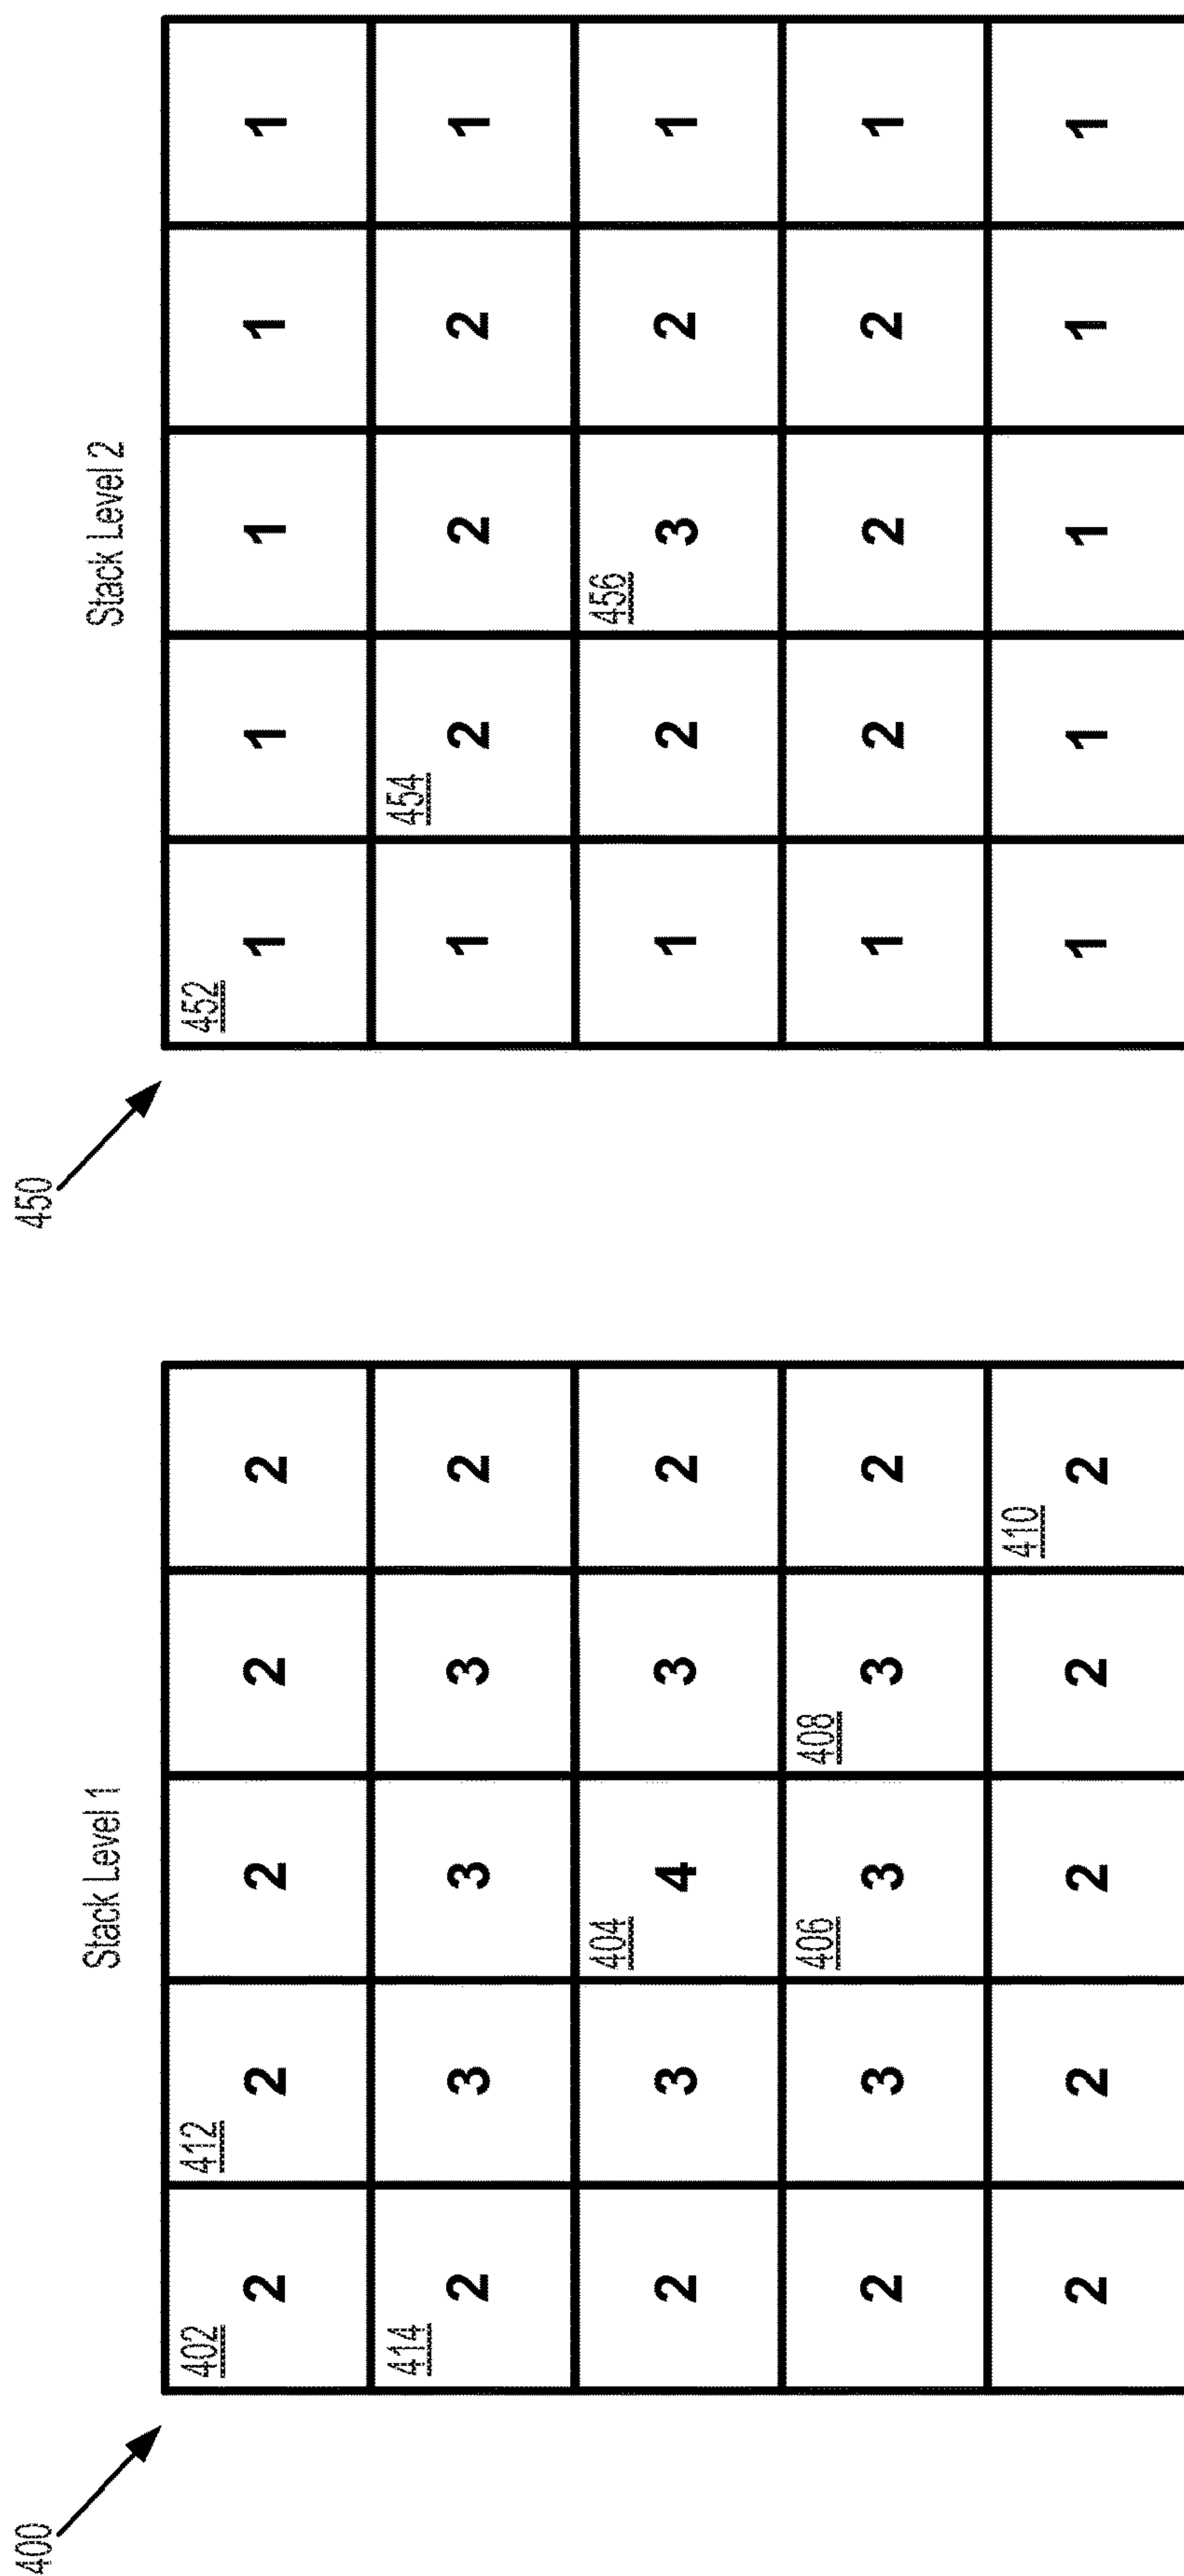 400
Stack Level 1
402 412
2 2 2 2 2
414
2 3 3 3 2
404
2 3 4 3 2
406 408
2 3 3 3 2
410
2 2 2 2 2
450
Stack Level 2
452
1 1 1 1 1
454
1 2 2 2 1
456
1 2 3 2 1
1 2 2 2 1
1 1 1 1 1